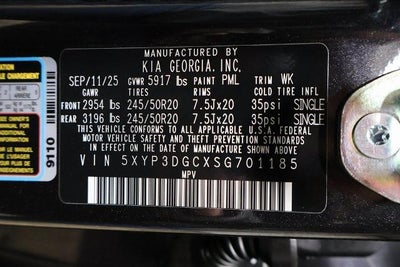 MANUFACTURED BY
KIA GEORGIA, INC.
SEP/11/25 GVWR 5917 lbs PAINT PML TRIM WK
GAWR TIRES RIMS COLD TIRE INFL
FRONT 2954 lbs 245/50R20 7.5Jx20 35psi SINGLE
REAR 3196 lbs 245/50R20 7.5Jx20 35psi SINGLE
THIS VEHICLE CONFORMS TO ALL APPLICABLE FEDERAL
MOTOR VEHICLE SAFETY AND THEFT PREVENTION STANDARDS
IN EFFECT ON THE DATE OF MANUFACTURE SHOWN ABOVE
VIN 5XYP3DGCXSG701185
MPV
CHARGEMENT
REAR
ARRIÈRE
9110